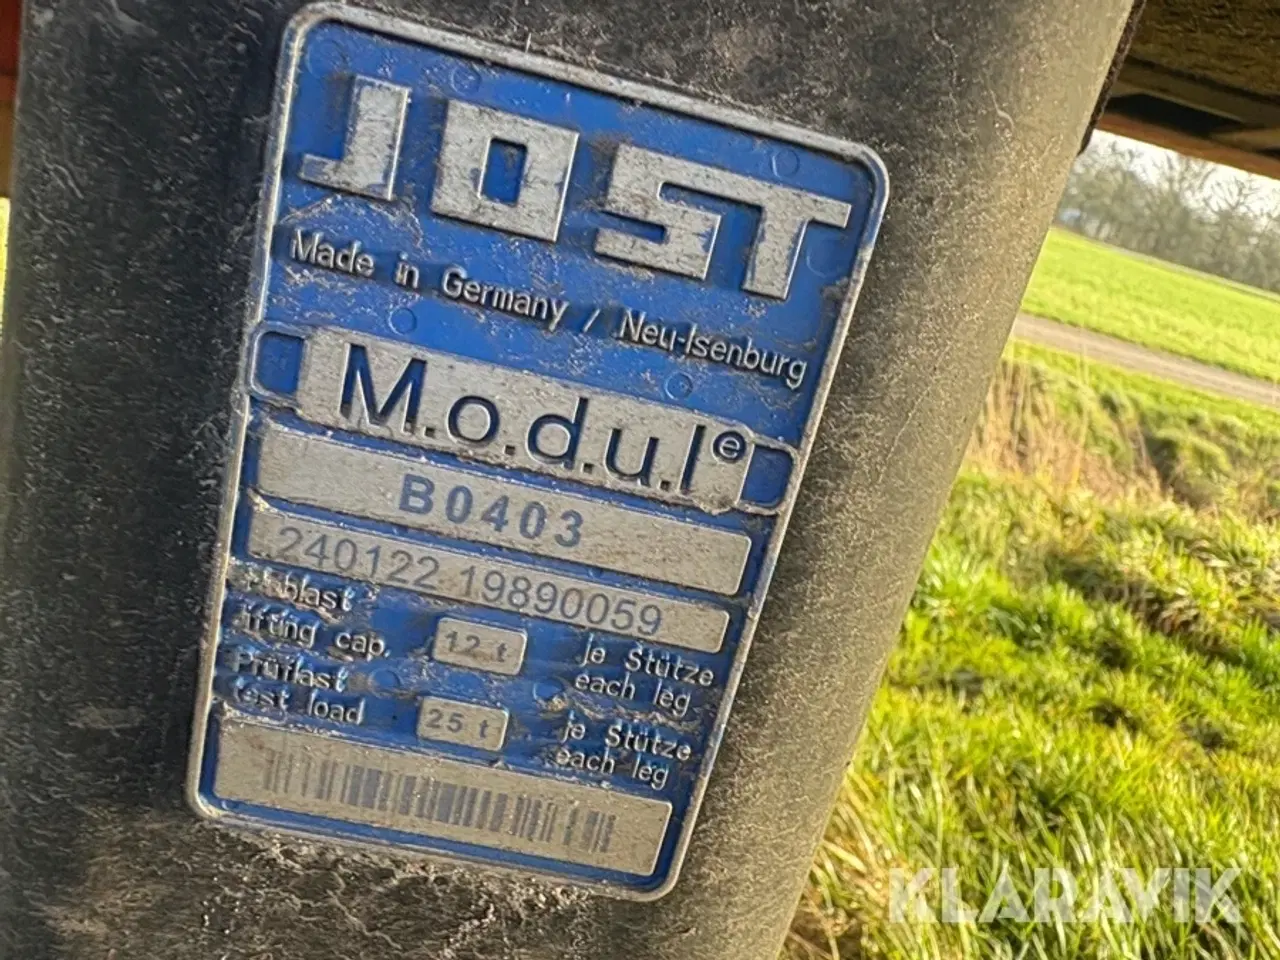 JOST
Made in Germany / Neu-Isenburg
M.o.d.u.l e
B0403
240122 19890059
Hublast 12 t je Stütze
lifting cap. each leg
Prüflast 25 t je Stütze
test load each leg
KLARAVIK